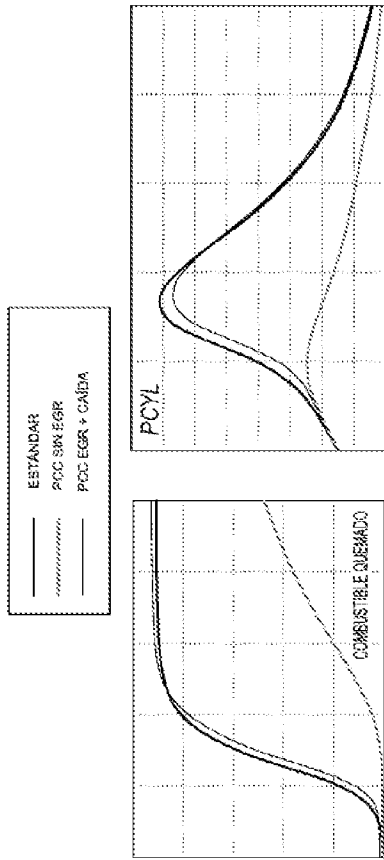 ESTÁNDAR
PCC SIN EGR
PCC EGR + CAÍDA
PCYL
COMBUSTIBLE QUEMADO